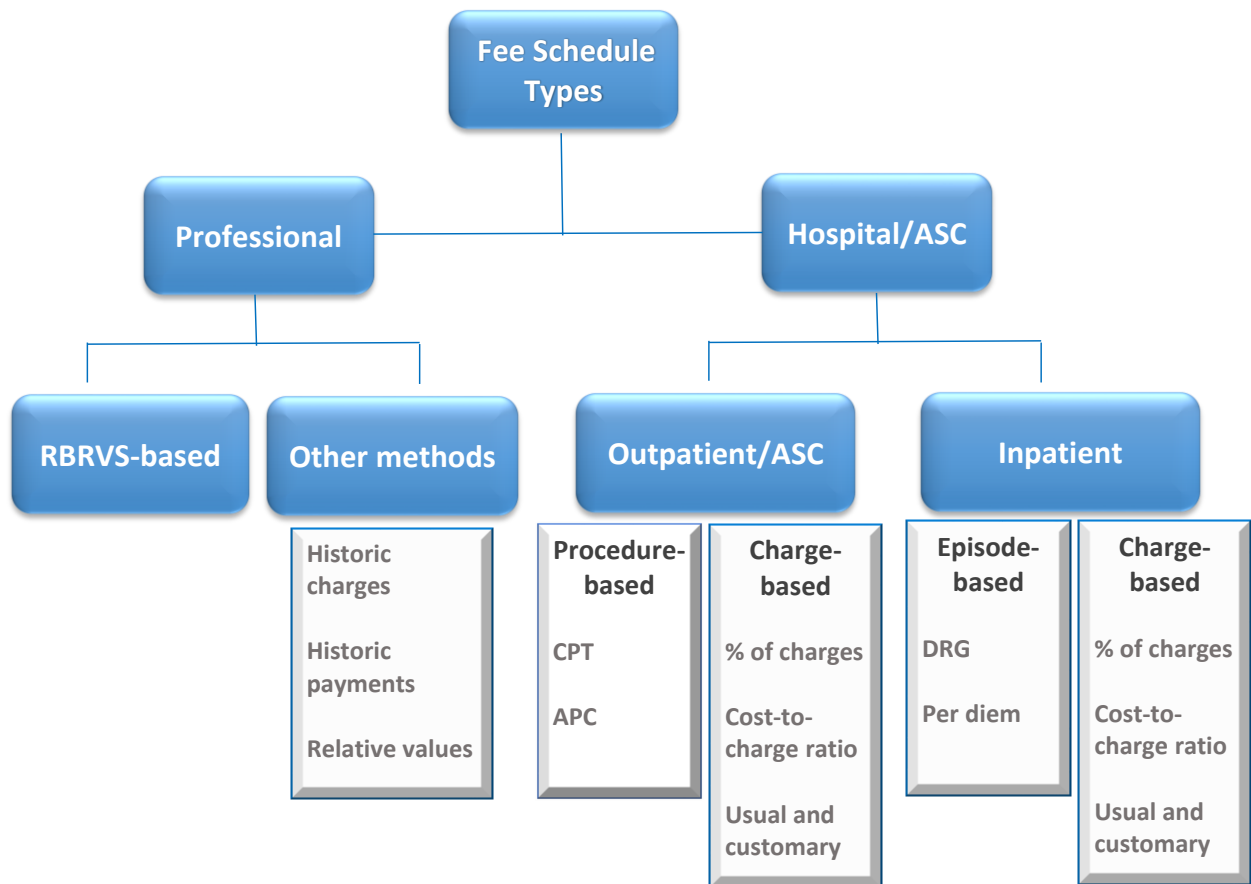 Fee Schedule
Types
Professional
Hospital/ASC
RBRVS-based
Other methods
Outpatient/ASC
Inpatient
Historic
charges
Historic
payments
Relative values
Procedure-
based
CPT
APC
Charge-
based
% of charges
Cost-to-
charge ratio
Usual and
customary
Episode-
based
DRG
Per diem
Charge-
based
% of charges
Cost-to-
charge ratio
Usual and
customary